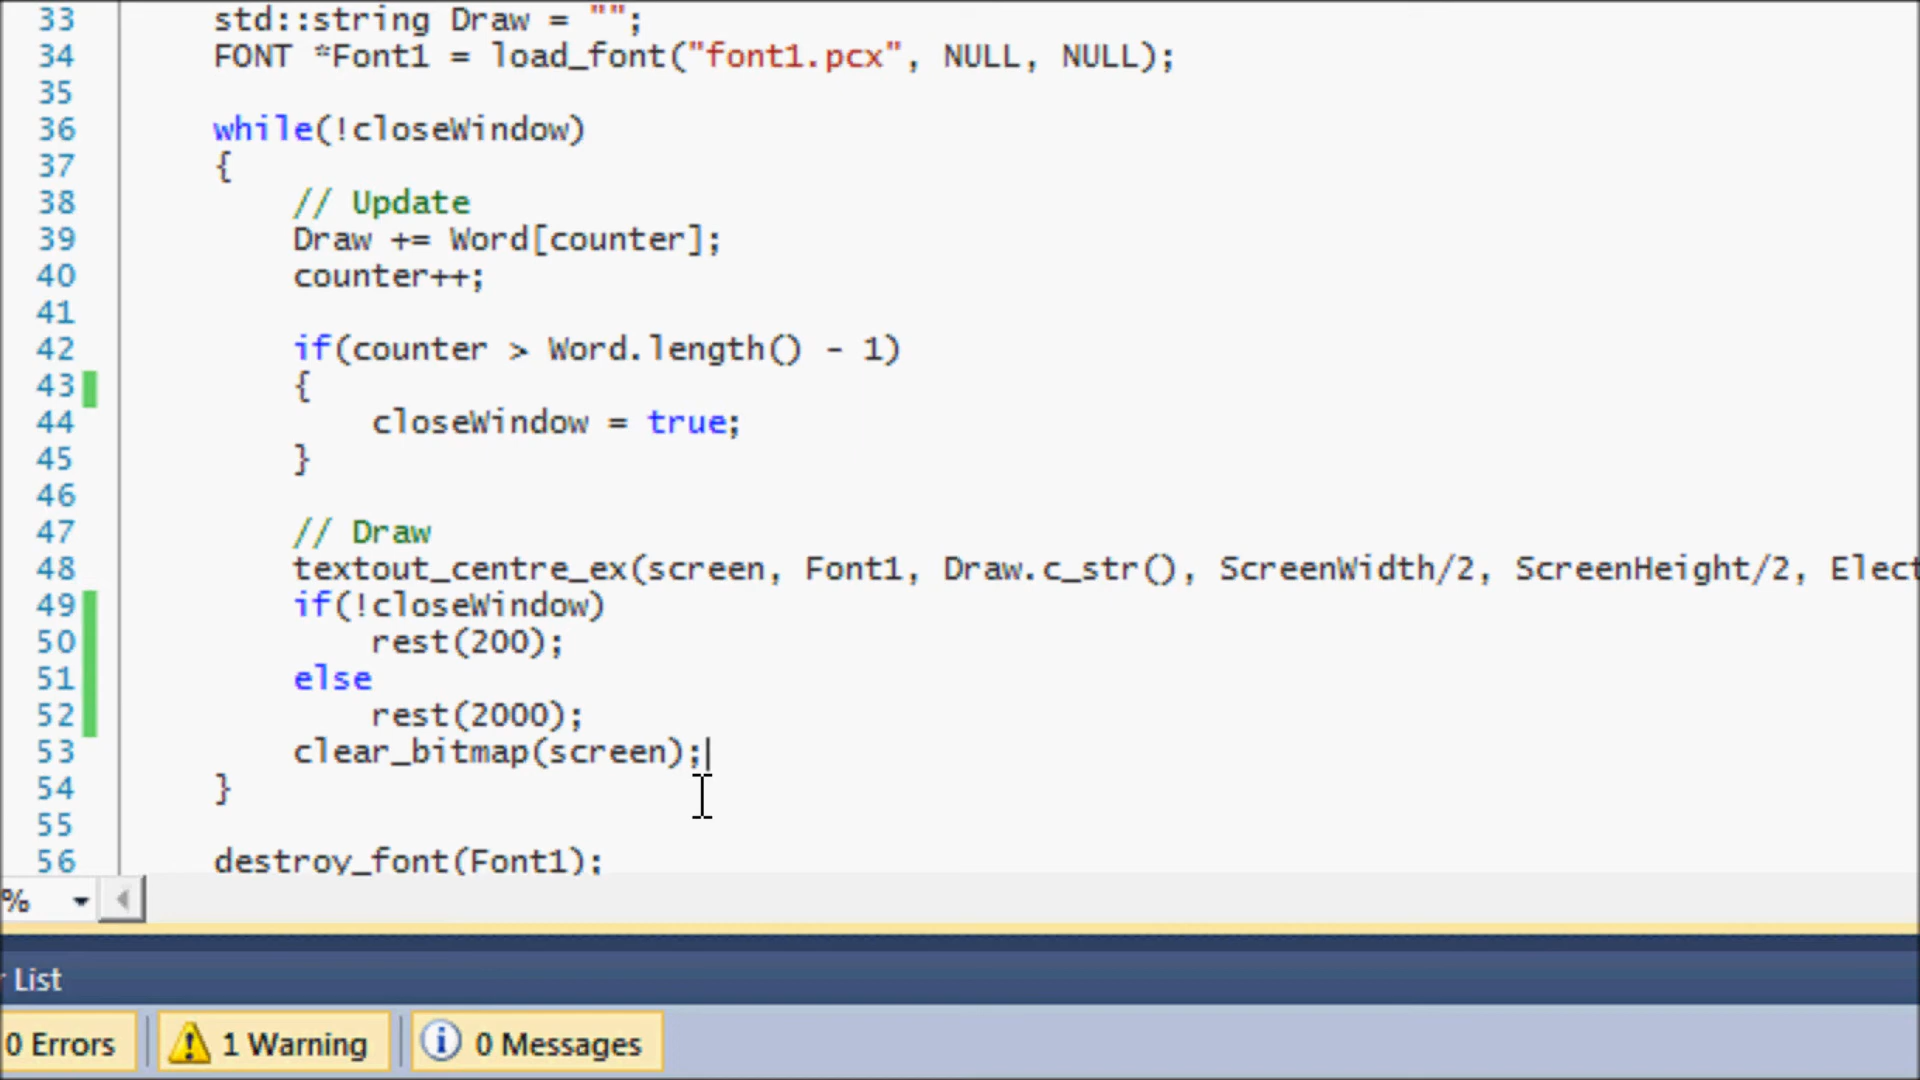 33 std::string Draw = "";
34 FONT *Font1 = load_font("font1.pcx", NULL, NULL);
35
36 while(!closeWindow)
37 {
38 // Update
39 Draw += Word[counter];
40 counter++;
41
42 if(counter > Word.length() - 1)
43 {
44 closeWindow = true;
45 }
46
47 // Draw
48 textout_centre_ex(screen, Font1, Draw.c_str(), ScreenWidth/2, ScreenHeight/2, Elect
49 if(!closeWindow)
50 rest(200);
51 else
52 rest(2000);
53 clear_bitmap(screen);
54 }
55
56 destroy_font(Font1);
%
r List
0 Errors 1 Warning 0 Messages